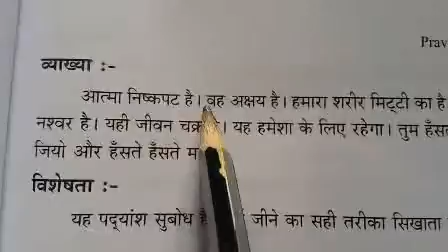 Prav
व्याख्या :-
आत्मा निष्कपट है। वह अक्षय है। हमारा शरीर मिट्टी का है
नश्वर है। यही जीवन चक्र है। यह हमेशा के लिए रहेगा। तुम हँस
जियो और हँसते हँसते म
विशेषता :-
यह पद्यांश सुबोध है जीने का सही तरीका सिखाता